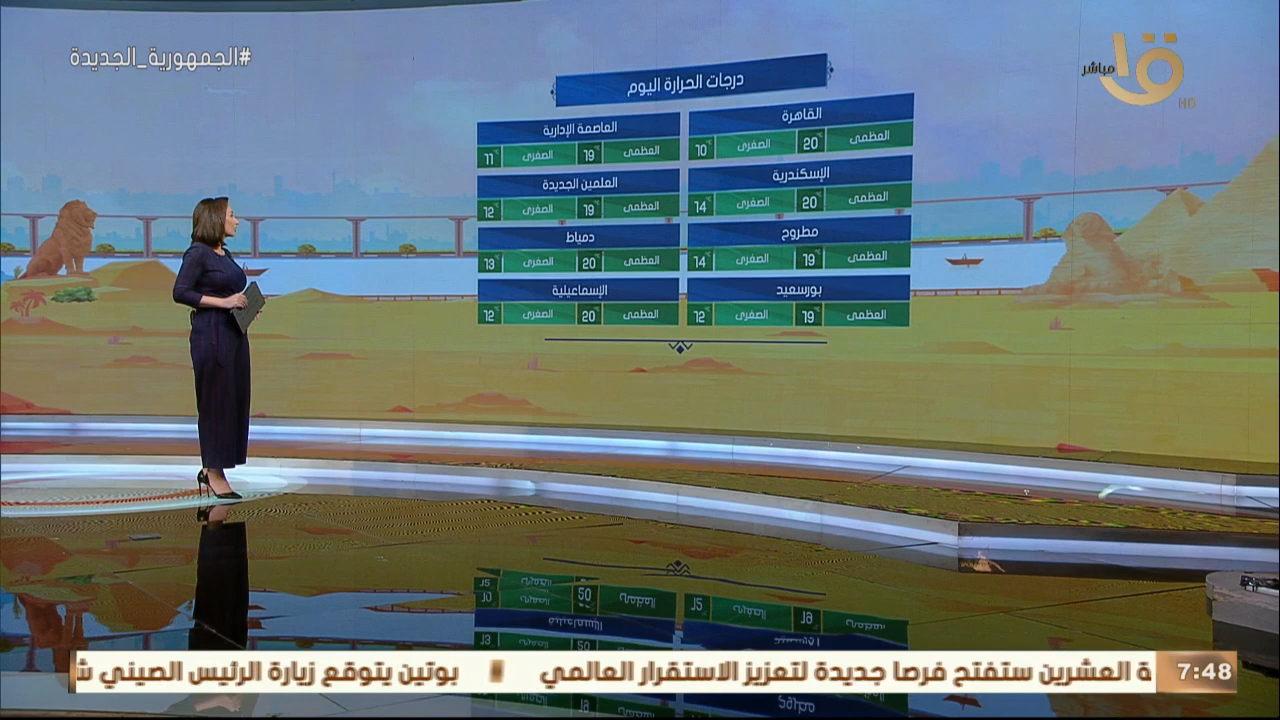 #الجمهورية_الجديدة
مباشر
HD
درجات الحرارة اليوم
القاهرة
العظمى 20 الصغرى 10
العاصمة الإدارية
العظمى 19 الصغرى 11
الإسكندرية
العظمى 20 الصغرى 14
العلمين الجديدة
العظمى 19 الصغرى 12
مطروح
العظمى 19 الصغرى 14
دمياط
العظمى 20 الصغرى 13
بورسعيد
العظمى 19 الصغرى 12
الإسماعيلية
العظمى 20 الصغرى 12
7:48
ة العشرين ستفتح فرصا جديدة لتعزيز الاستقرار العالمي بوتين يتوقع زيارة الرئيس الصيني